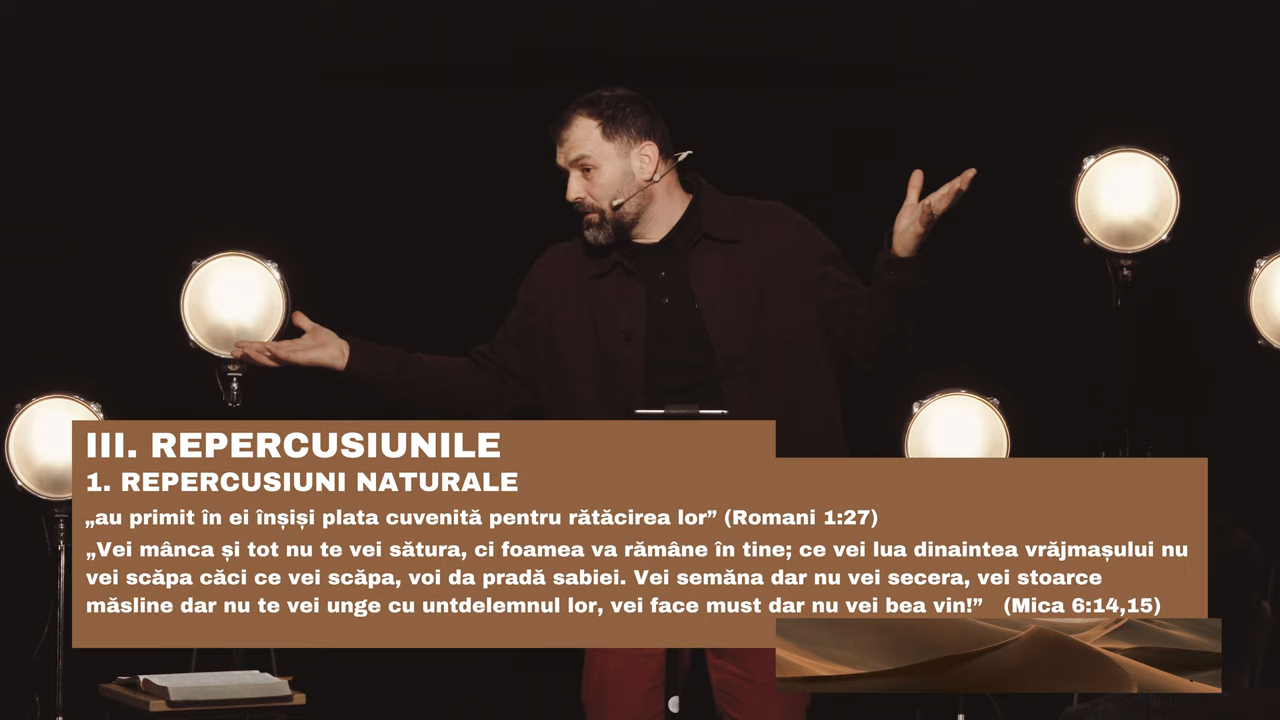 III. REPERCUSIUNILE
1. REPERCUSIUNI NATURALE
„au primit în ei înșiși plata cuvenită pentru rătăcirea lor” (Romani 1:27)
„Vei mânca și tot nu te vei sătura, ci foamea va rămâne în tine; ce vei lua dinaintea vrăjmașului nu
vei scăpa căci ce vei scăpa, voi da pradă sabiei. Vei semăna dar nu vei secera, vei stoarce
măsline dar nu te vei unge cu untdelemnul lor, vei face must dar nu vei bea vin!” (Mica 6:14,15)